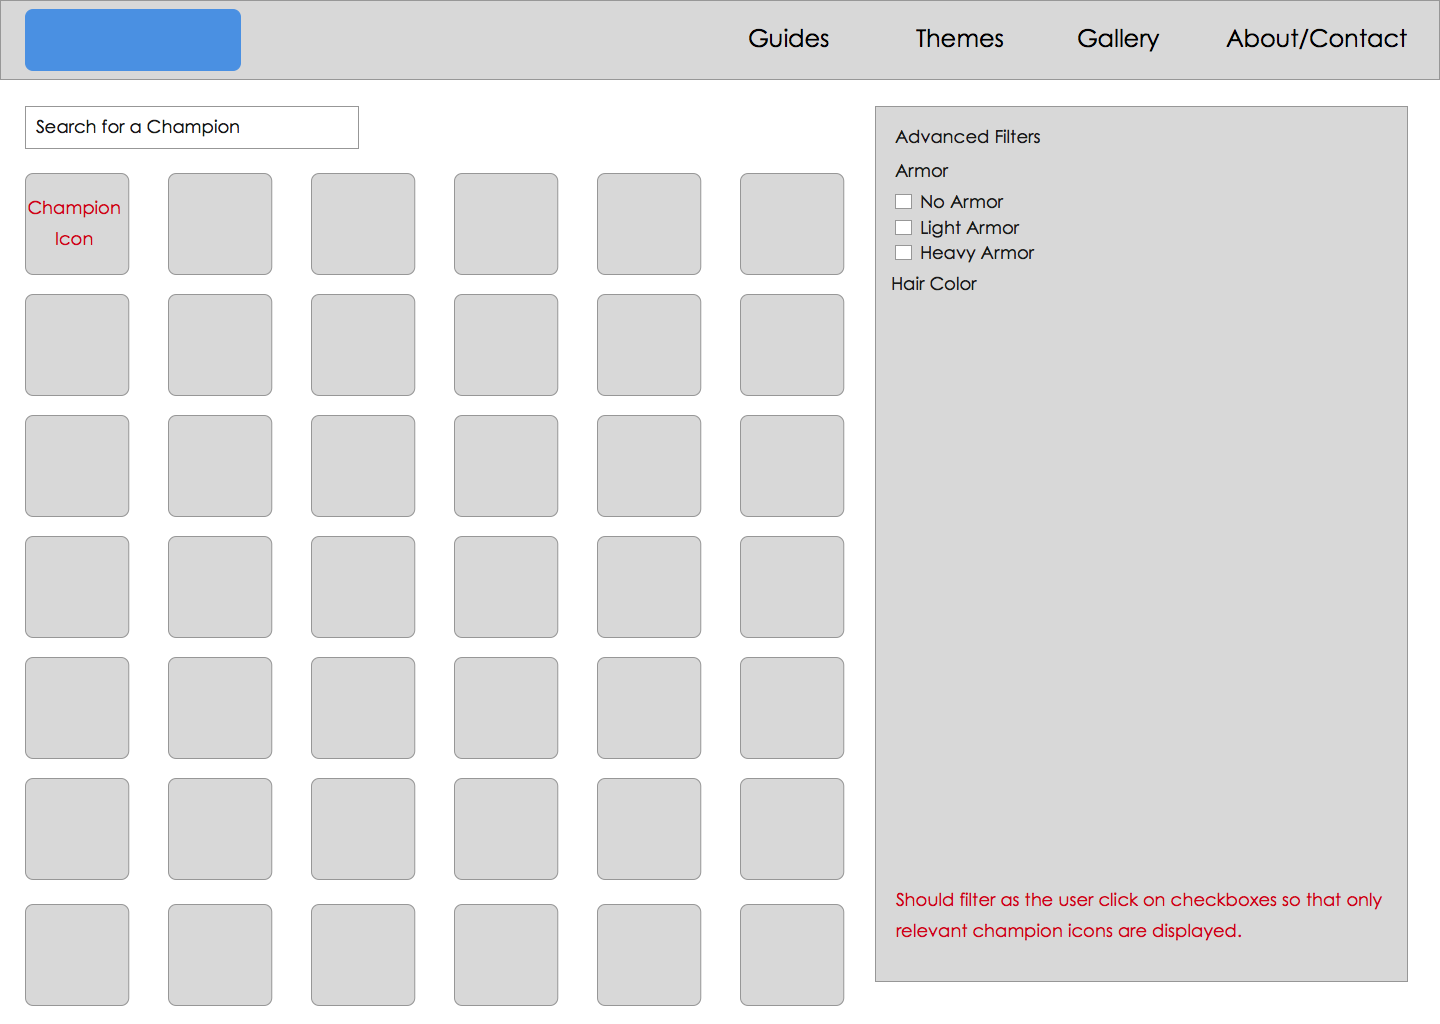 Guides
Themes
Gallery
About/Contact
Search for a Champion
Champion
Icon
Advanced Filters
Armor
No Armor
Light Armor
Heavy Armor
Hair Color
Should filter as the user click on checkboxes so that only
relevant champion icons are displayed.